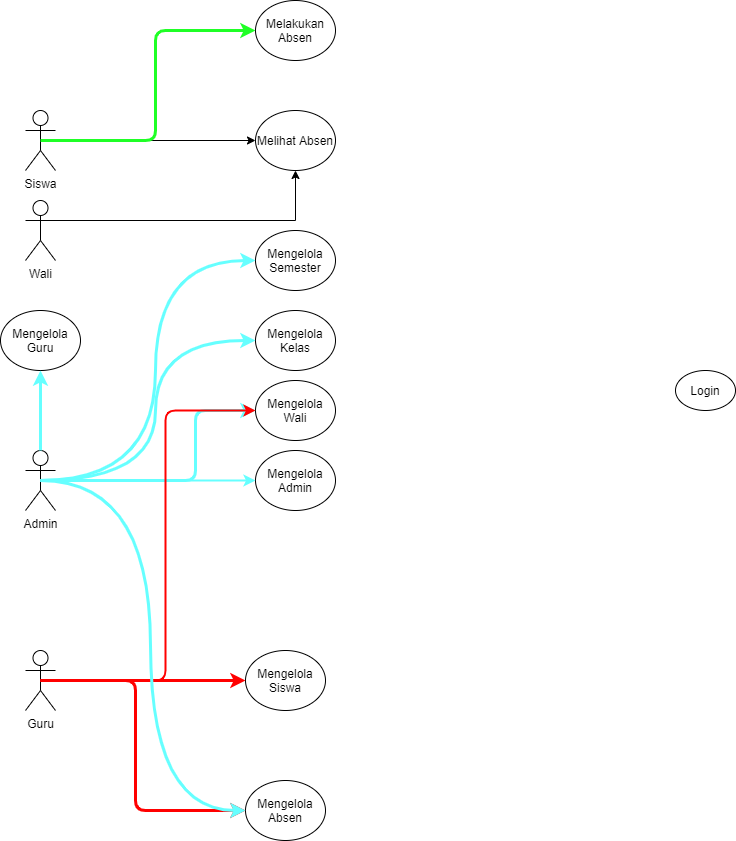 Melakukan
Absen
Melihat Absen
Siswa
Wali
Mengelola
Semester
Mengelola
Guru
Mengelola
Kelas
Mengelola
Wali
Login
Mengelola
Admin
Admin
Mengelola
Siswa
Guru
Mengelola
Absen